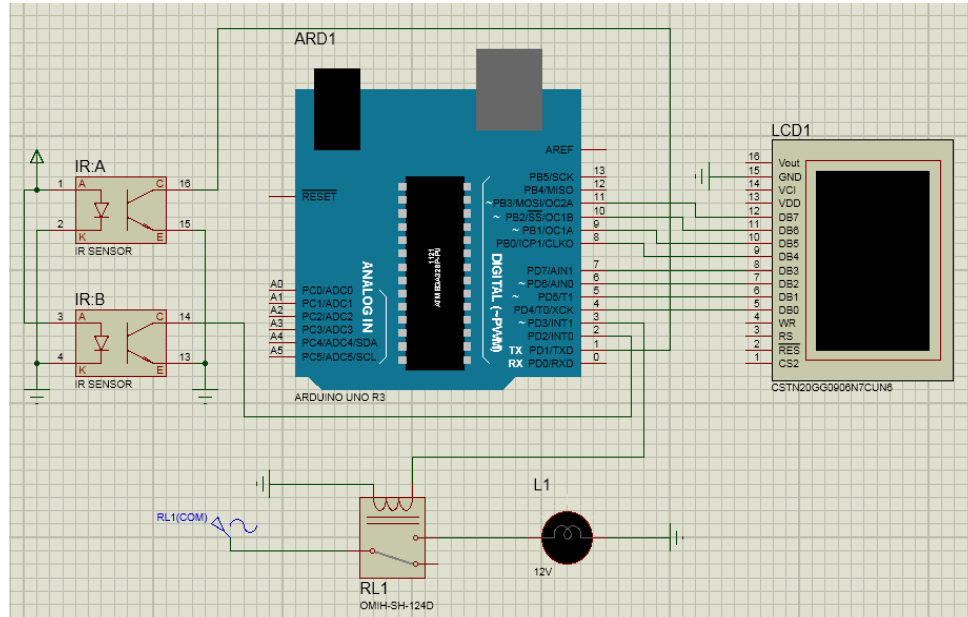 ARD1
IR:A
1 A C 16
2 K E 15
IR SENSOR
IR:B
3 A C 14
4 K E 13
IR SENSOR
RESET
AREF
PB5/SCK 13
PB4/MISO 12
~PB3/MOSI/OC2A 11
~ PB2/SS/OC1B 10
~ PB1/OC1A 9
PB0/ICP1/CLKO 8
PD7/AIN1 7
~ PD6/AIN0 6
~ PD5/T1 5
PD4/T0/XCK 4
~ PD3/INT1 3
PD2/INT0 2
TX PD1/TXD 1
RX PD0/RXD 0
A0 PC0/ADC0
A1 PC1/ADC1
A2 PC2/ADC2
A3 PC3/ADC3
A4 PC4/ADC4/SDA
A5 PC5/ADC5/SCL
ANALOG IN
1121
ATMEGA328P-PU
DIGITAL (~PWM)
ARDUINO UNO R3
LCD1
16 Vout
15 GND
14 VCI
13 VDD
12 DB7
11 DB6
10 DB5
9 DB4
8 DB3
7 DB2
6 DB1
5 DB0
4 WR
3 RS
2 RES
1 CS2
CSTN20GG0906N7CUN6
RL1(COM)
RL1
OMIH-SH-124D
L1
12V